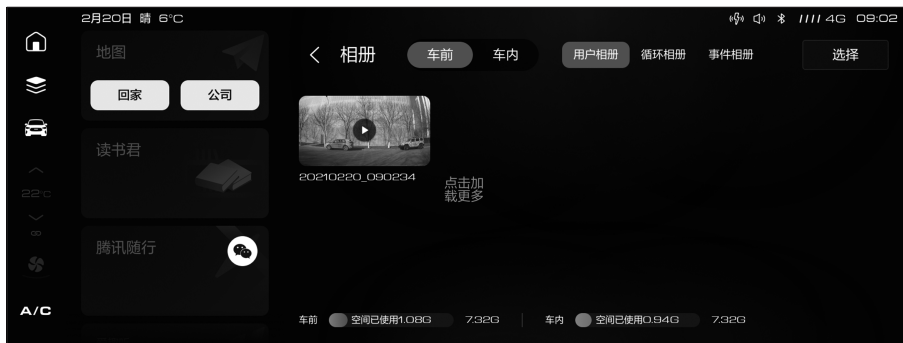 2月20日 晴 6°C
4G 09:02
地图
回家
公司
读书君
腾讯随行
22°C
A/C
相册
车前
车内
用户相册
循环相册
事件相册
选择
20210220_090234
点击加
载更多
车前 空间已使用1.08G 7.32G
车内 空间已使用0.94G 7.32G